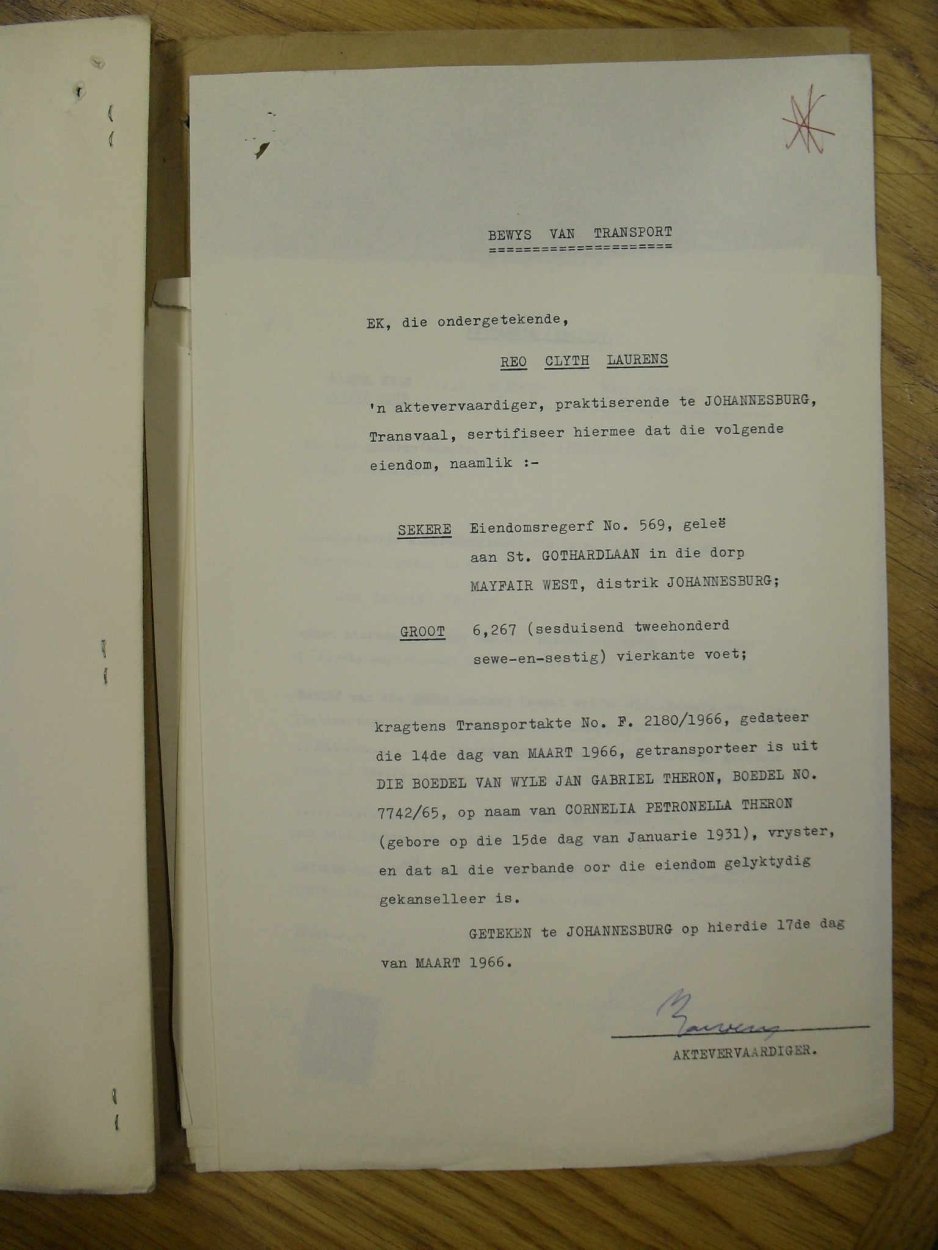 BEWYS VAN TRANSPORT
EK, die ondergetekende,
REO CLYTH LAURENS
'n aktevervaardiger, praktiserende te JOHANNESBURG,
Transvaal, sertifiseer hiermee dat die volgende
eiendom, naamlik :-
SEKERE Eiendomsregerf No. 569, geleë
aan St. GOTHARDLAAN in die dorp
MAYFAIR WEST, distrik JOHANNESBURG;
GROOT 6,267 (sesduisend tweehonderd
sewe-en-sestig) vierkante voet;
kragtens Transportakte No. F. 2180/1966, gedateer
die 14de dag van MAART 1966, getransporteer is uit
DIE BOEDEL VAN WYLE JAN GABRIEL THERON, BOEDEL NO.
7742/65, op naam van CORNELIA PETRONELLA THERON
(gebore op die 15de dag van Januarie 1931), vryster,
en dat al die verbande oor die eiendom gelyktydig
gekanselleer is.
GETEKEN te JOHANNESBURG op hierdie 17de dag
van MAART 1966.
AKTEVERVAARDIGER.